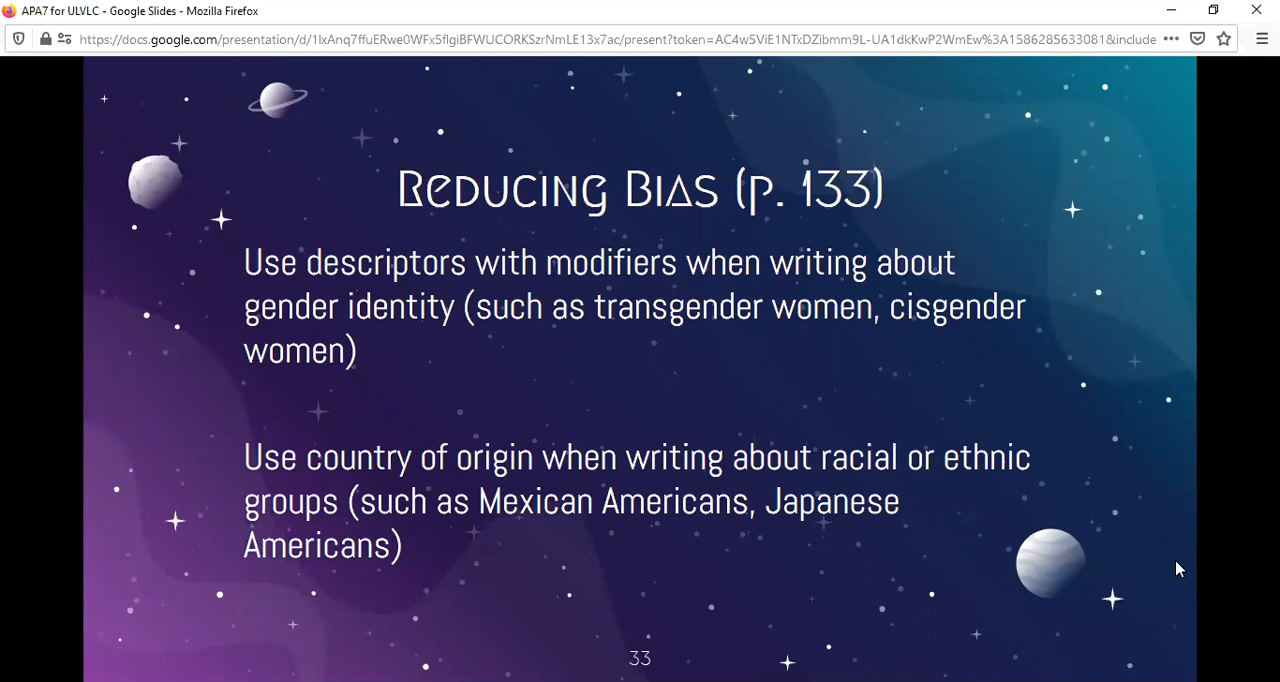 APA7 for ULVLC - Google Slides - Mozilla Firefox
https://docs.google.com/presentation/d/1lxAnq7ffuERwe0WFx5flgiBFWUCORKSzrNmLE13x7ac/present?token=AC4w5ViE1NTxDZibmm9L-UA1dkKwP2WmEw%3A1586285633081&include
Reducing Bias (p. 133)
Use descriptors with modifiers when writing about
gender identity (such as transgender women, cisgender
women)
Use country of origin when writing about racial or ethnic
groups (such as Mexican Americans, Japanese
Americans)
33